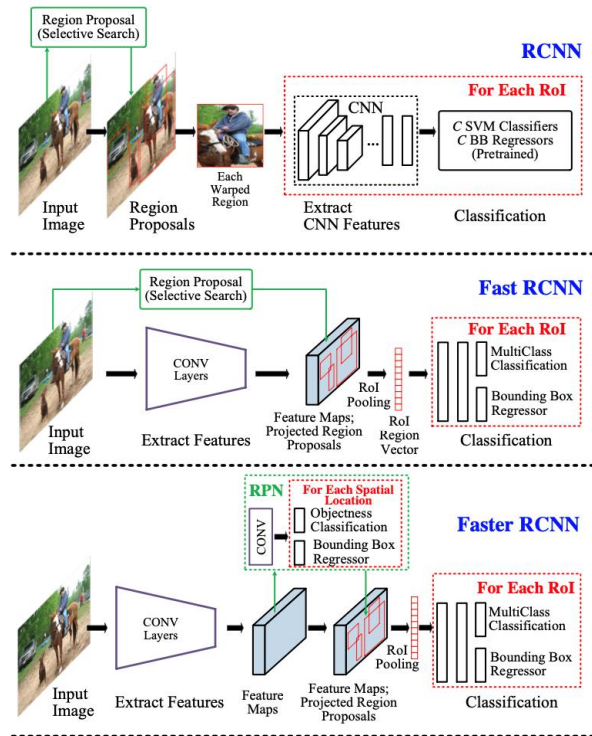 Region Proposal
(Selective Search)
RCNN
For Each RoI
CNN
C SVM Classifiers
C BB Regressors
(Pretrained)
Input
Image
Region
Proposals
Each
Warped
Region
Extract
CNN Features
Classification
Region Proposal
(Selective Search)
Fast RCNN
For Each RoI
CONV
Layers
MultiClass
Classification
Bounding Box
Regressor
RoI
Pooling
Input
Image
Extract Features
Feature Maps;
Projected Region
Proposals
RoI
Region
Vector
Classification
RPN
For Each Spatial
Location
CONV
Objectness
Classification
Bounding Box
Regressor
Faster RCNN
For Each RoI
CONV
Layers
MultiClass
Classification
Bounding Box
Regressor
RoI
Pooling
Input
Image
Extract Features
Feature
Maps
Feature Maps;
Projected Region
Proposals
Classification